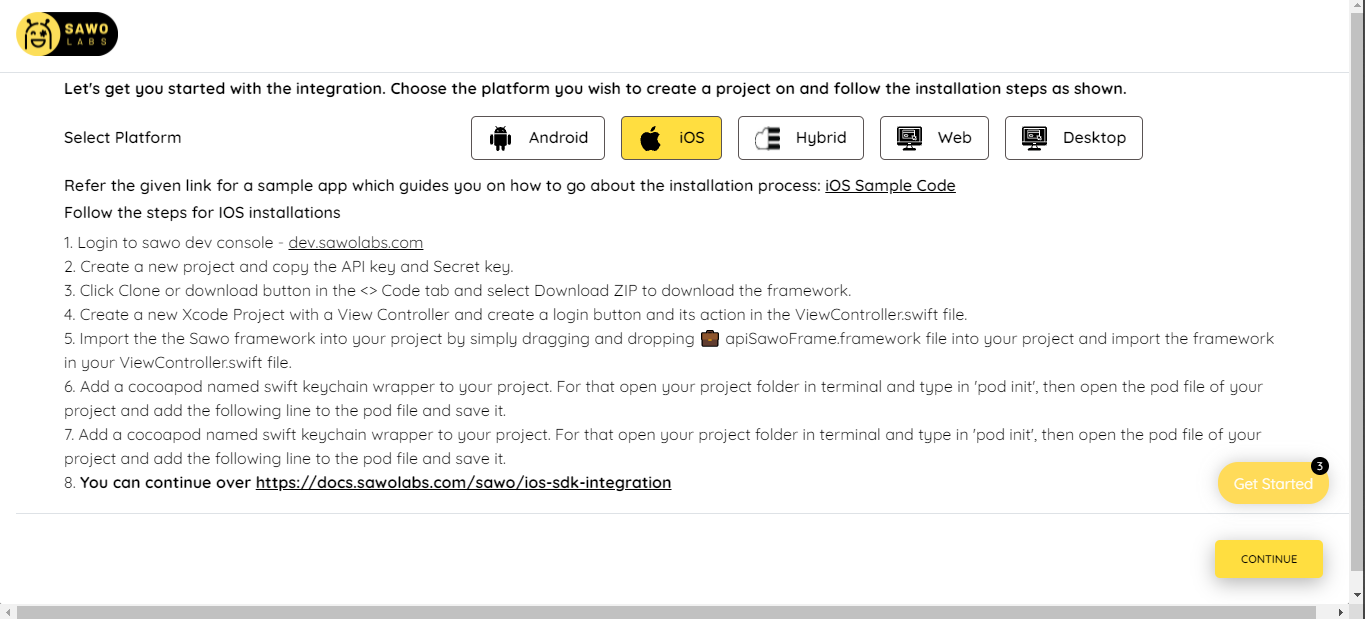 SAWO
LABS
Let's get you started with the integration. Choose the platform you wish to create a project on and follow the installation steps as shown.
Select Platform
Android
iOS
Hybrid
Web
Desktop
Refer the given link for a sample app which guides you on how to go about the installation process: iOS Sample Code
Follow the steps for IOS installations
1. Login to sawo dev console - dev.sawolabs.com
2. Create a new project and copy the API key and Secret key.
3. Click Clone or download button in the <> Code tab and select Download ZIP to download the framework.
4. Create a new Xcode Project with a View Controller and create a login button and its action in the ViewController.swift file.
5. Import the the Sawo framework into your project by simply dragging and dropping 💼 apiSawoFrame.framework file into your project and import the framework
in your ViewController.swift file.
6. Add a cocoapod named swift keychain wrapper to your project. For that open your project folder in terminal and type in 'pod init', then open the pod file of your
project and add the following line to the pod file and save it.
7. Add a cocoapod named swift keychain wrapper to your project. For that open your project folder in terminal and type in 'pod init', then open the pod file of your
project and add the following line to the pod file and save it.
8. You can continue over https://docs.sawolabs.com/sawo/ios-sdk-integration
3
Get Started
CONTINUE